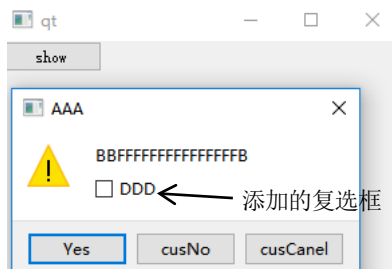 qt
show
AAA
BBFFFFFFFFFFFFFFFB
DDD
添加的复选框
Yes
cusNo
cusCanel